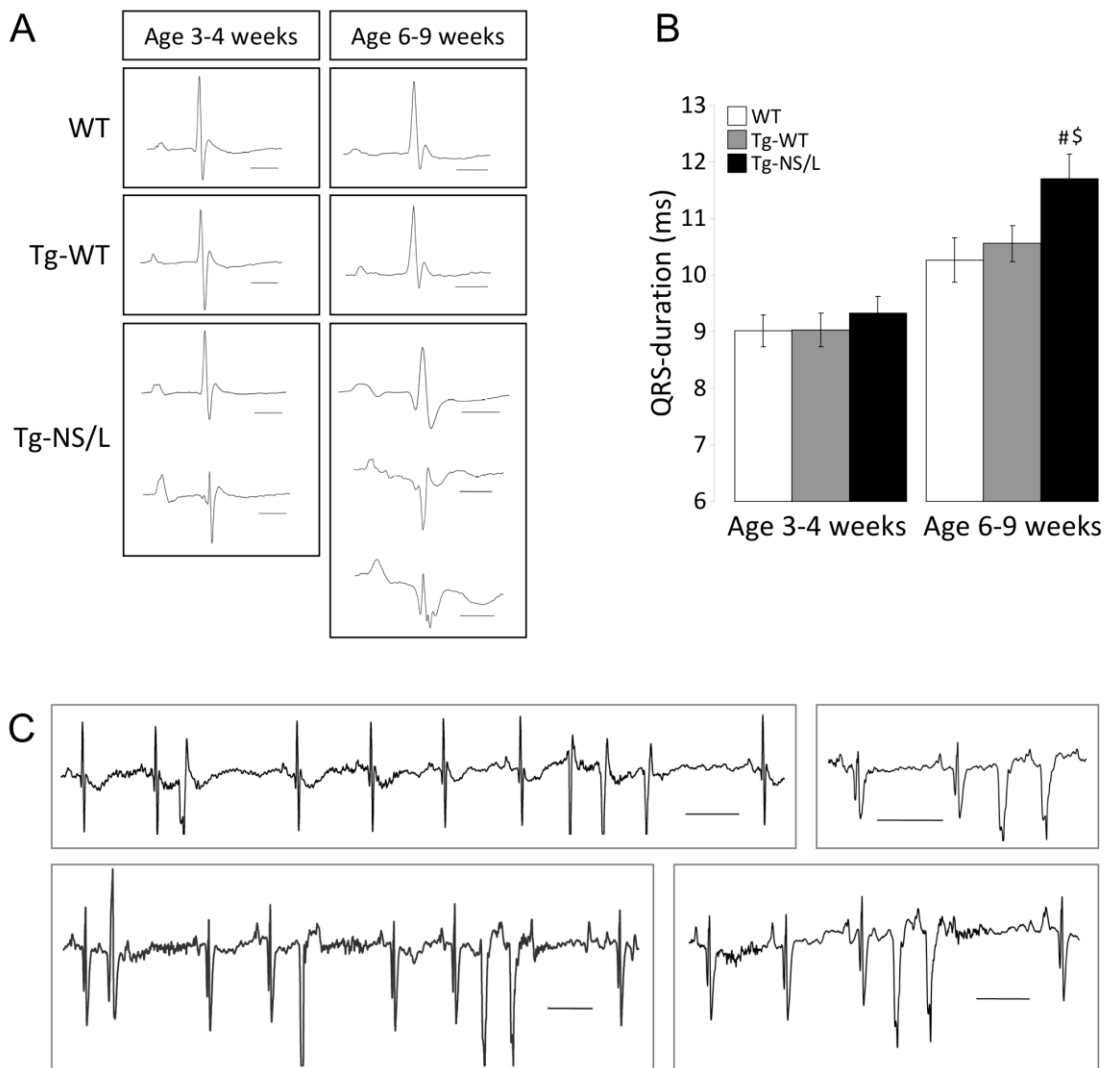 A
Age 3-4 weeks
Age 6-9 weeks
WT
Tg-WT
Tg-NS/L
B
QRS-duration (ms)
13
12
11
10
9
8
7
6
WT
Tg-WT
Tg-NS/L
#$
Age 3-4 weeks
Age 6-9 weeks
C